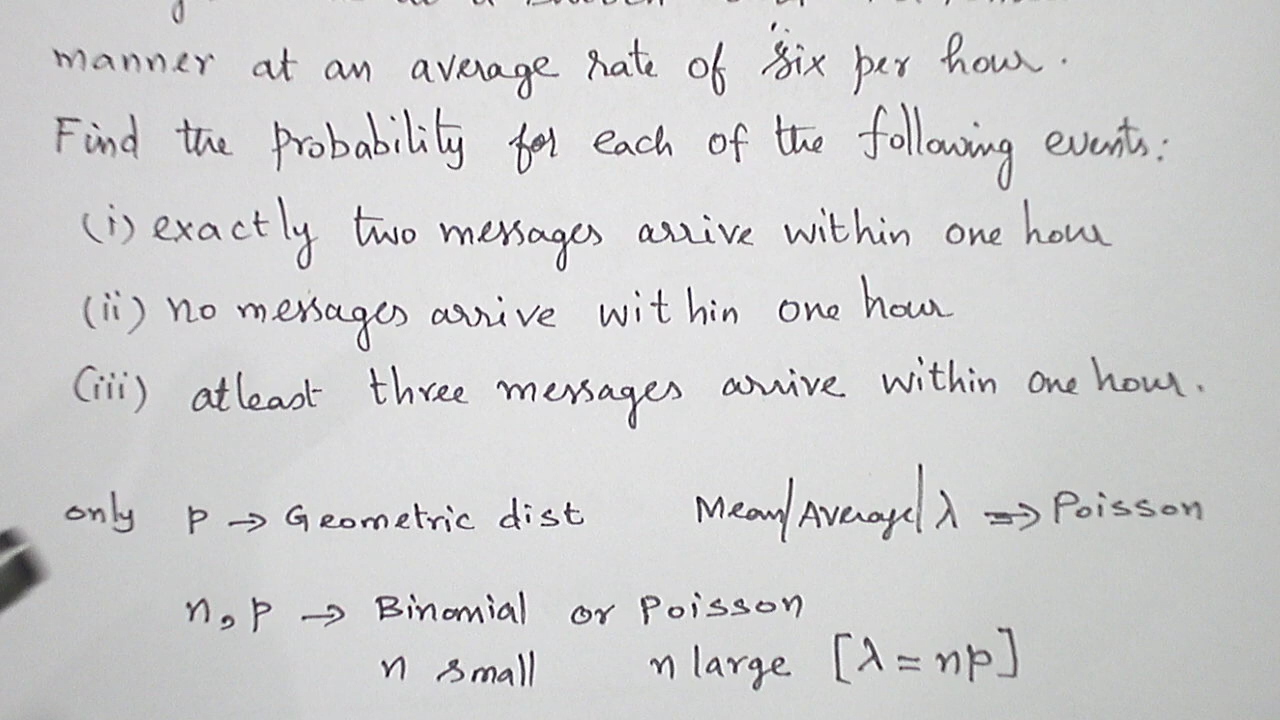 manner at an average rate of six per hour.
Find the probability for each of the following events:
(i) exactly two messages arrive within one hour
(ii) no messages arrive within one hour
(iii) atleast three messages arrive within one hour.
only p → Geometric dist Mean/Average/λ ⇒ Poisson
n, p → Binomial or Poisson
n small n large [λ = np]